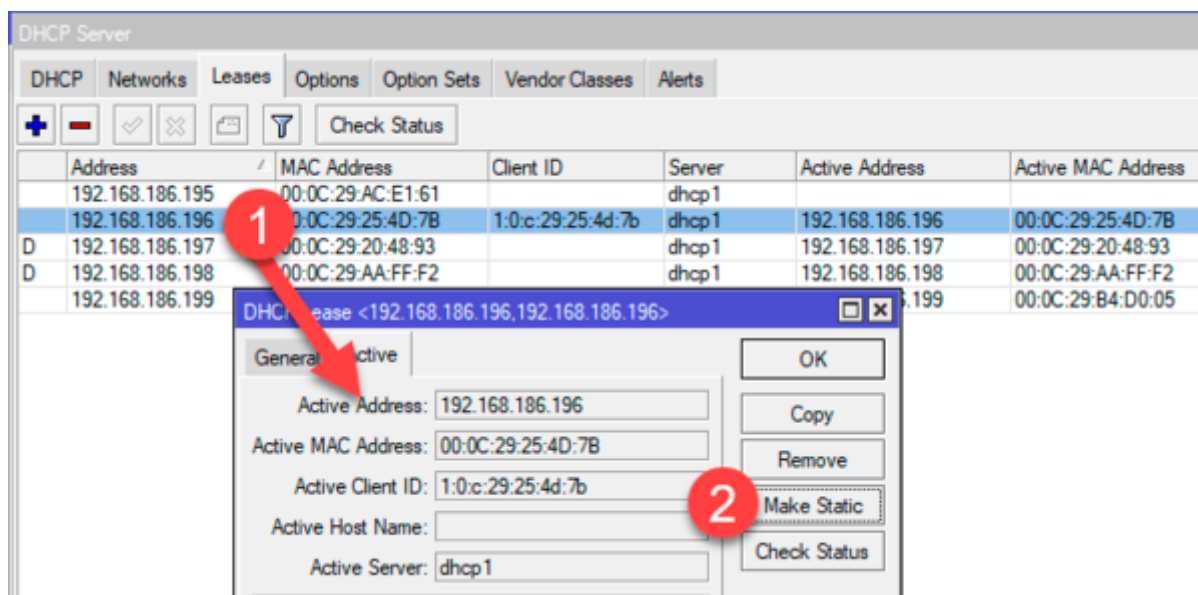 DHCP Server
DHCP Networks Leases Options Option Sets Vendor Classes Alerts
Check Status
Address MAC Address Client ID Server Active Address Active MAC Address
192.168.186.195 00:0C:29:AC:E1:61 dhcp1
192.168.186.196 00:0C:29:25:4D:7B 1:0:c:29:25:4d:7b dhcp1 192.168.186.196 00:0C:29:25:4D:7B
D 192.168.186.197 00:0C:29:20:48:93 dhcp1 192.168.186.197 00:0C:29:20:48:93
D 192.168.186.198 00:0C:29:AA:FF:F2 dhcp1 192.168.186.198 00:0C:29:AA:FF:F2
192.168.186.199 .199 00:0C:29:B4:D0:05
1
DHCP Lease <192.168.186.196,192.168.186.196>
General Active
OK
Active Address: 192.168.186.196
Copy
Active MAC Address: 00:0C:29:25:4D:7B
Remove
Active Client ID: 1:0:c:29:25:4d:7b
2 Make Static
Active Host Name:
Check Status
Active Server: dhcp1